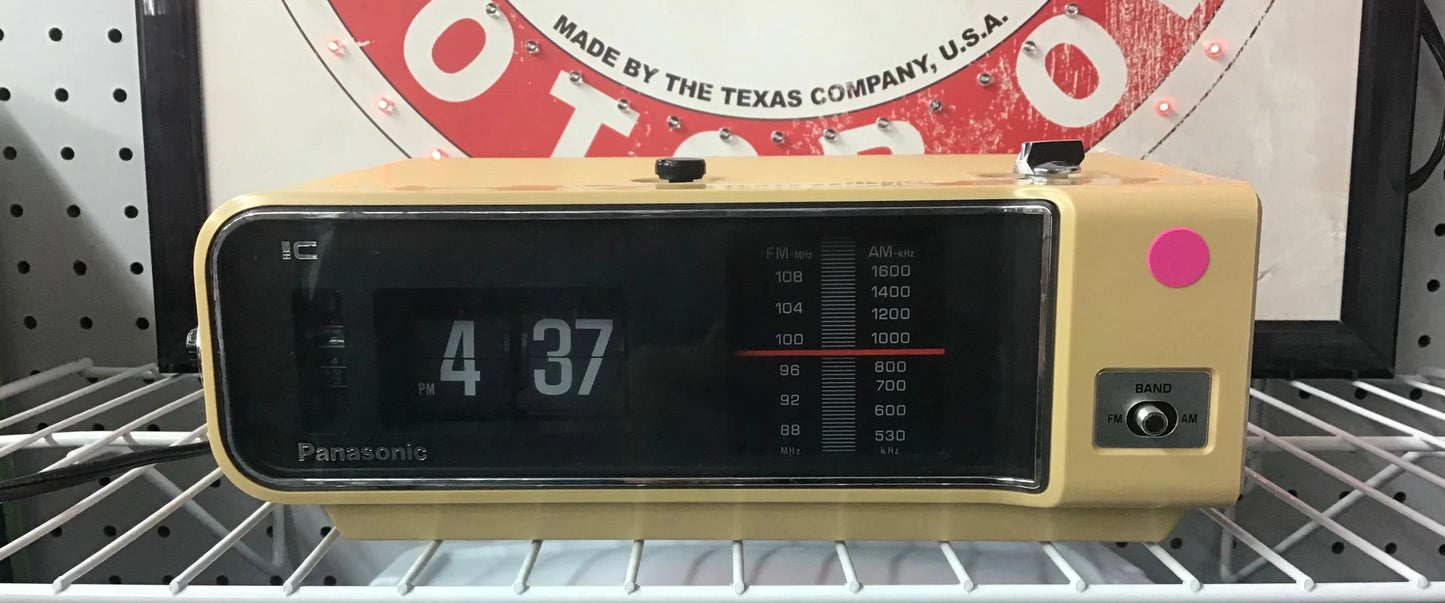 MADE BY THE TEXAS COMPANY, U.S.A.
OTOR O
IC
FM-MHz AM-kHz
108 1600
104 1400
1200
100 1000
96 800
700
92 600
88 530
MHz kHz
PM 4 37
Panasonic
BAND
FM AM